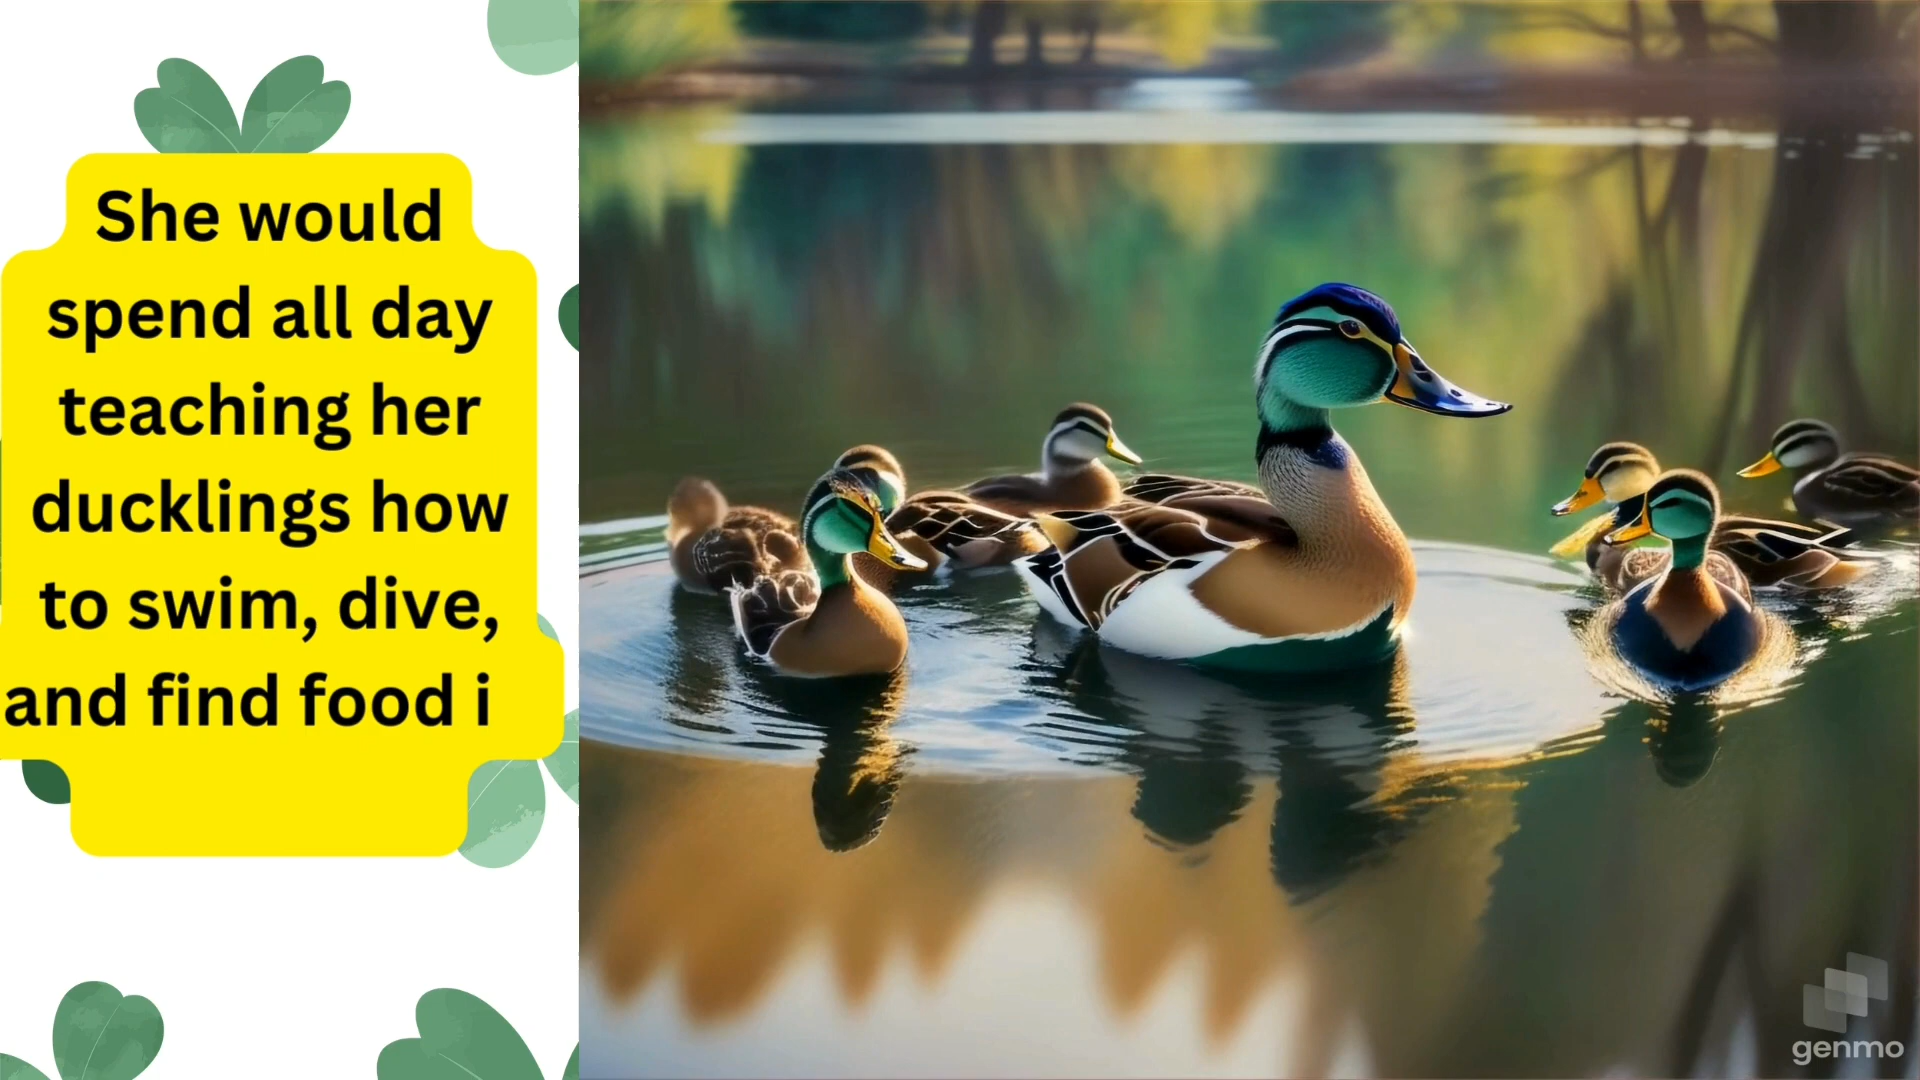 She would
spend all day
teaching her
ducklings how
to swim, dive,
and find food i
genmo